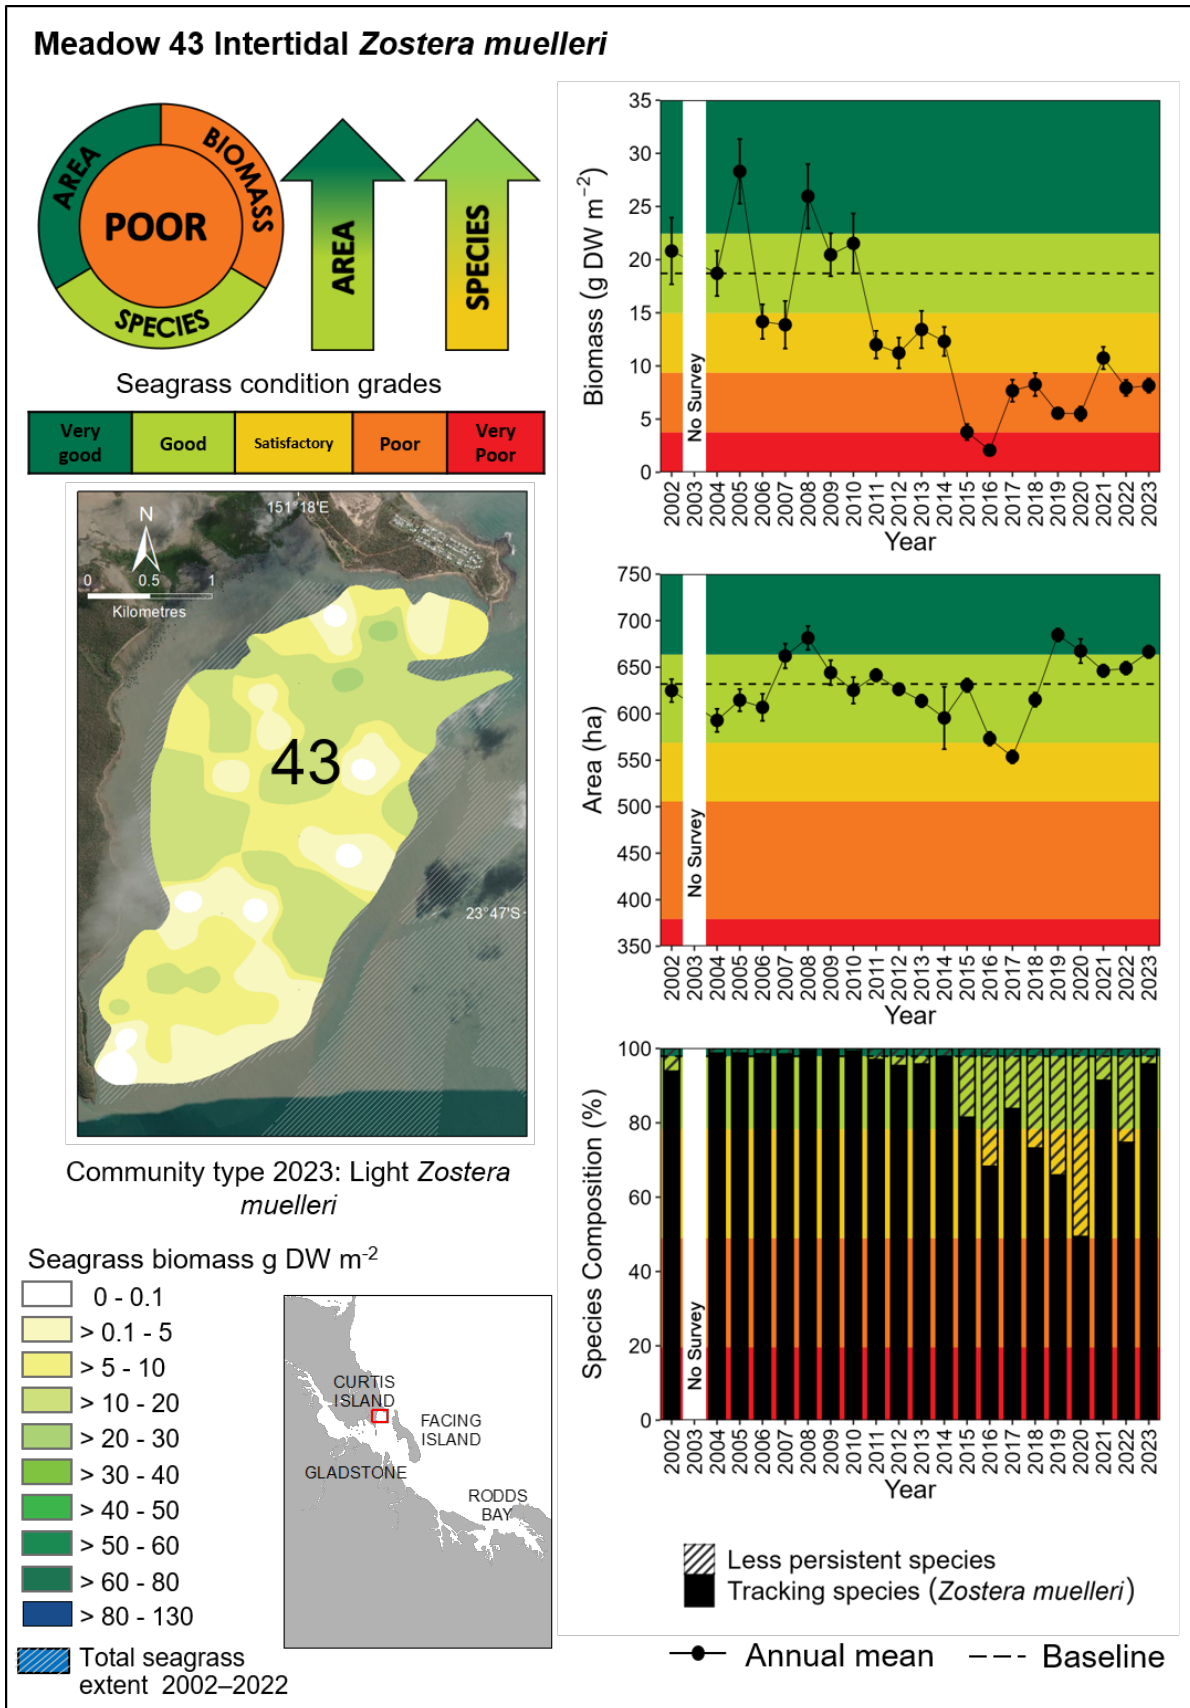 Meadow 43 Intertidal Zostera muelleri
AREA
BIOMASS
SPECIES
POOR
AREA
SPECIES
Seagrass condition grades
Very good
Good
Satisfactory
Poor
Very Poor
151°18'E
N
0 0.5 1
Kilometres
43
23°47'S
Community type 2023: Light Zostera
muelleri
Seagrass biomass g DW m-2
0 - 0.1
> 0.1 - 5
> 5 - 10
> 10 - 20
> 20 - 30
> 30 - 40
> 40 - 50
> 50 - 60
> 60 - 80
> 80 - 130
Total seagrass
extent 2002–2022
CURTIS
ISLAND
FACING
ISLAND
GLADSTONE
RODDS
BAY
Biomass (g DW m−2)
35
30
25
20
15
10
5
0
No Survey
2002 2003 2004 2005 2006 2007 2008 2009 2010 2011 2012 2013 2014 2015 2016 2017 2018 2019 2020 2021 2022 2023
Year
Area (ha)
750
700
650
600
550
500
450
400
350
No Survey
2002 2003 2004 2005 2006 2007 2008 2009 2010 2011 2012 2013 2014 2015 2016 2017 2018 2019 2020 2021 2022 2023
Year
Species Composition (%)
100
80
60
40
20
0
No Survey
2002 2003 2004 2005 2006 2007 2008 2009 2010 2011 2012 2013 2014 2015 2016 2017 2018 2019 2020 2021 2022 2023
Year
Less persistent species
Tracking species (Zostera muelleri)
Annual mean
Baseline